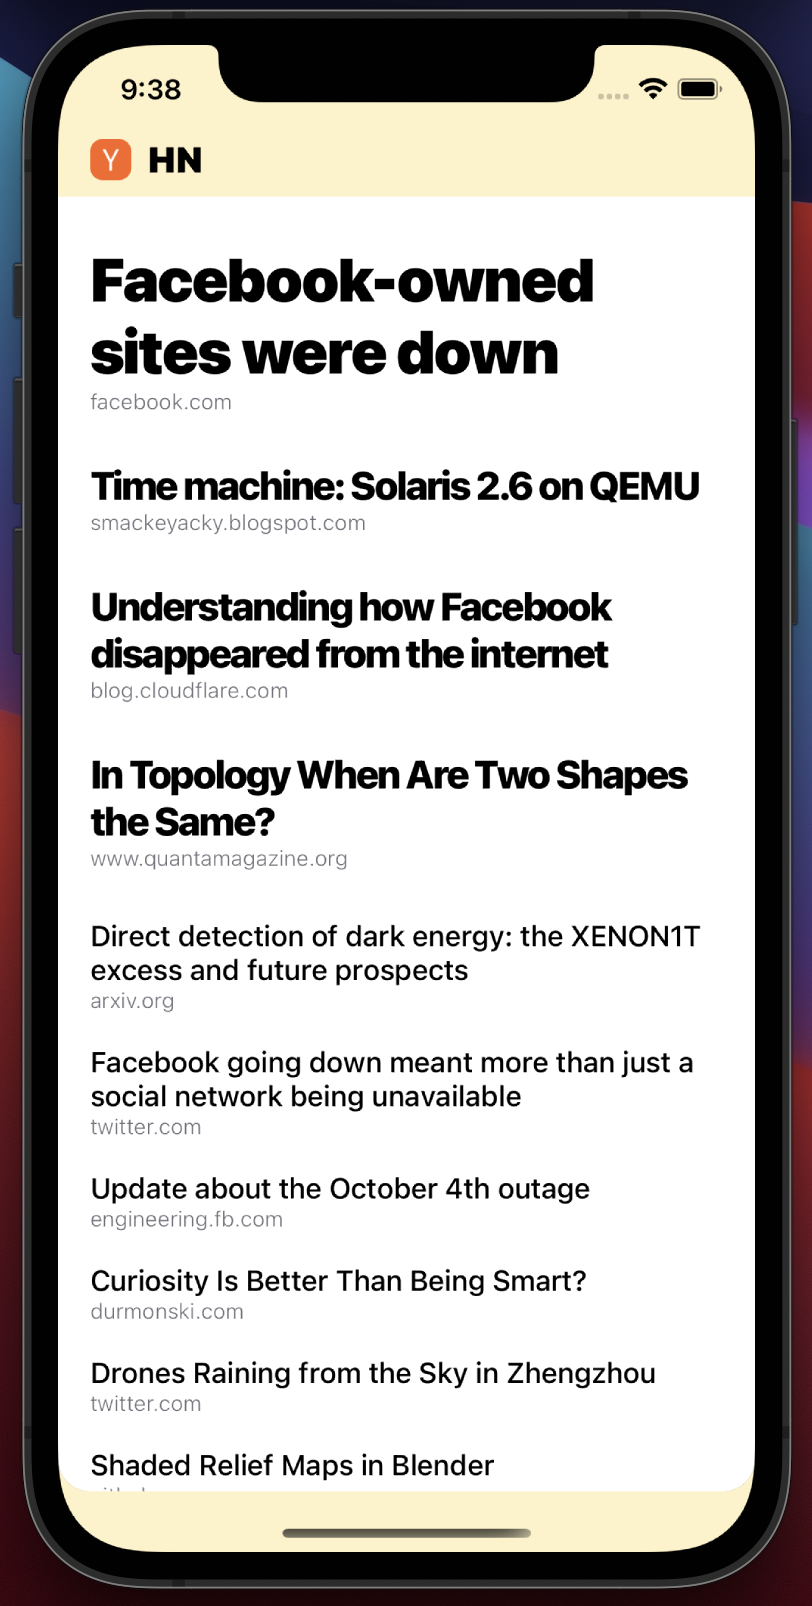 9:38
Y HN
Facebook-owned
sites were down
facebook.com
Time machine: Solaris 2.6 on QEMU
smackeyacky.blogspot.com
Understanding how Facebook
disappeared from the internet
blog.cloudflare.com
In Topology When Are Two Shapes
the Same?
www.quantamagazine.org
Direct detection of dark energy: the XENON1T
excess and future prospects
arxiv.org
Facebook going down meant more than just a
social network being unavailable
twitter.com
Update about the October 4th outage
engineering.fb.com
Curiosity Is Better Than Being Smart?
durmonski.com
Drones Raining from the Sky in Zhengzhou
twitter.com
Shaded Relief Maps in Blender